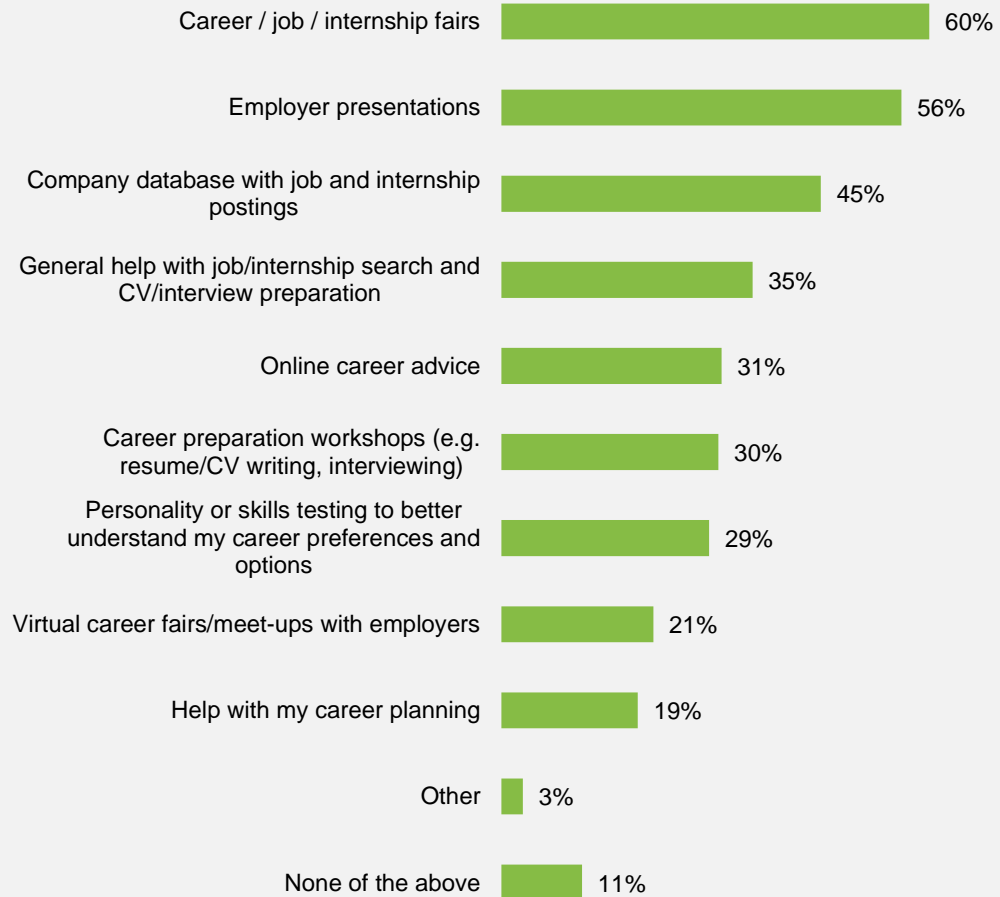 Career / job / internship fairs 60%
Employer presentations 56%
Company database with job and internship
postings 45%
General help with job/internship search and
CV/interview preparation 35%
Online career advice 31%
Career preparation workshops (e.g.
resume/CV writing, interviewing) 30%
Personality or skills testing to better
understand my career preferences and 29%
options
Virtual career fairs/meet-ups with employers 21%
Help with my career planning 19%
Other 3%
None of the above 11%